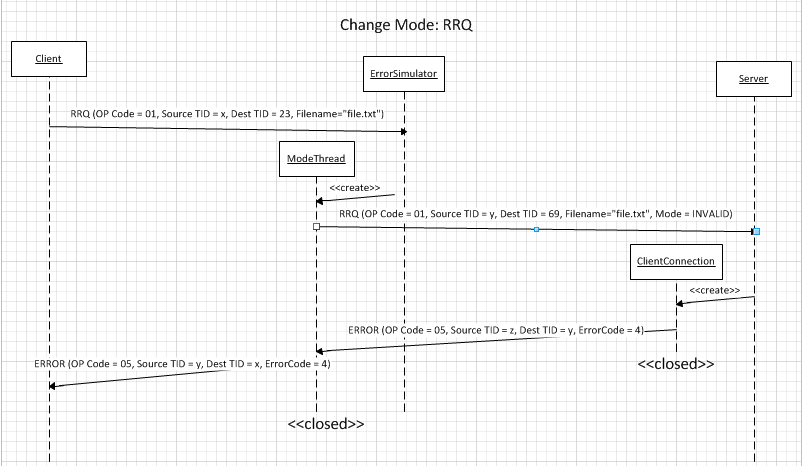 Change Mode: RRQ
Client
ErrorSimulator
Server
RRQ (OP Code = 01, Source TID = x, Dest TID = 23, Filename="file.txt")
ModeThread
<<create>>
RRQ (OP Code = 01, Source TID = y, Dest TID = 69, Filename="file.txt", Mode = INVALID)
ClientConnection
<<create>>
ERROR (OP Code = 05, Source TID = z, Dest TID = y, ErrorCode = 4)
ERROR (OP Code = 05, Source TID = y, Dest TID = x, ErrorCode = 4)
<<closed>>
<<closed>>